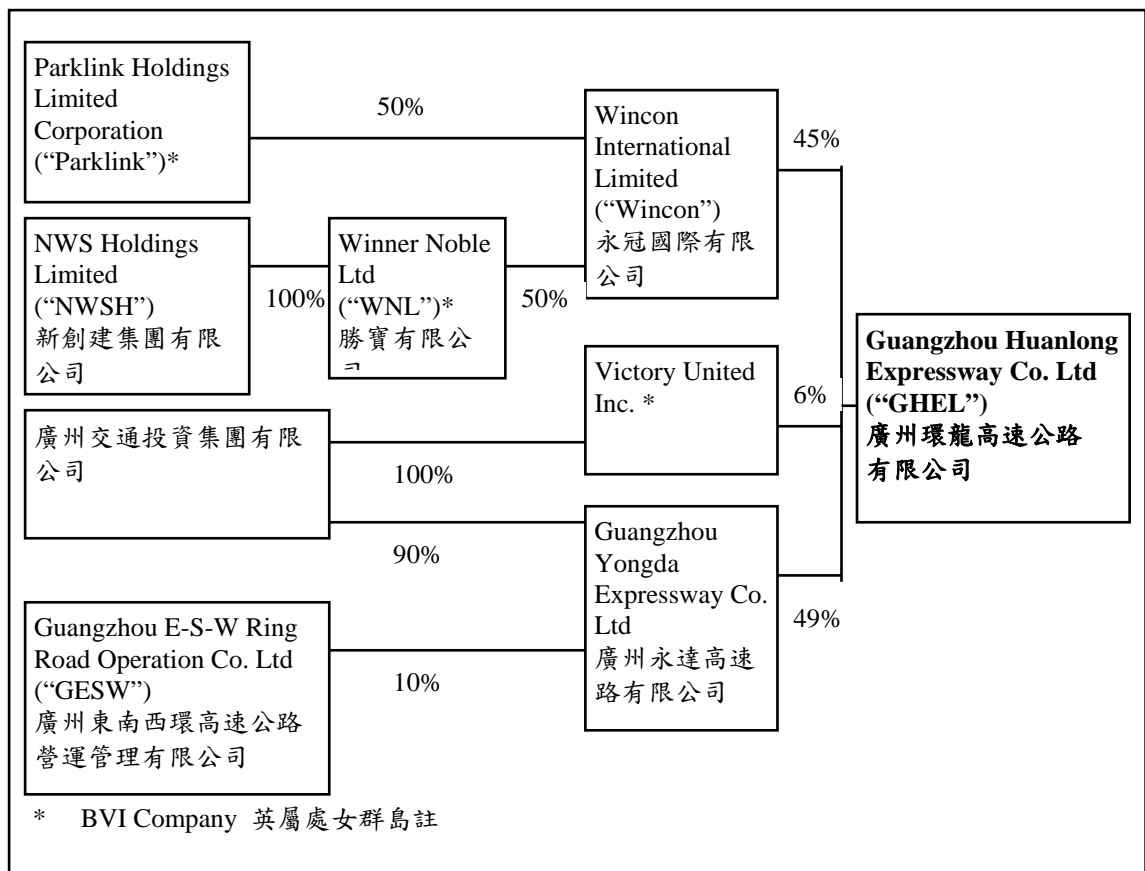 Parklink Holdings
Limited
Corporation
(“Parklink”)*
50%
Wincon
International
Limited
(“Wincon”)
永冠國際有限
公司
45%
NWS Holdings
Limited
(“NWSH”)
新創建集團有限
公司
100%
Winner Noble
Ltd
(“WNL”)*
勝寶有限公
50%
Victory United
Inc. *
6%
Guangzhou Huanlong
Expressway Co. Ltd
(“GHEL”)
廣州環龍高速公路
有限公司
廣州交通投資集團有限
公司
100%
90%
Guangzhou
Yongda
Expressway Co.
Ltd
廣州永達高速
路有限公司
49%
Guangzhou E-S-W Ring
Road Operation Co. Ltd
(“GESW”)
廣州東南西環高速公路
營運管理有限公司
10%
* BVI Company 英屬處女群島註